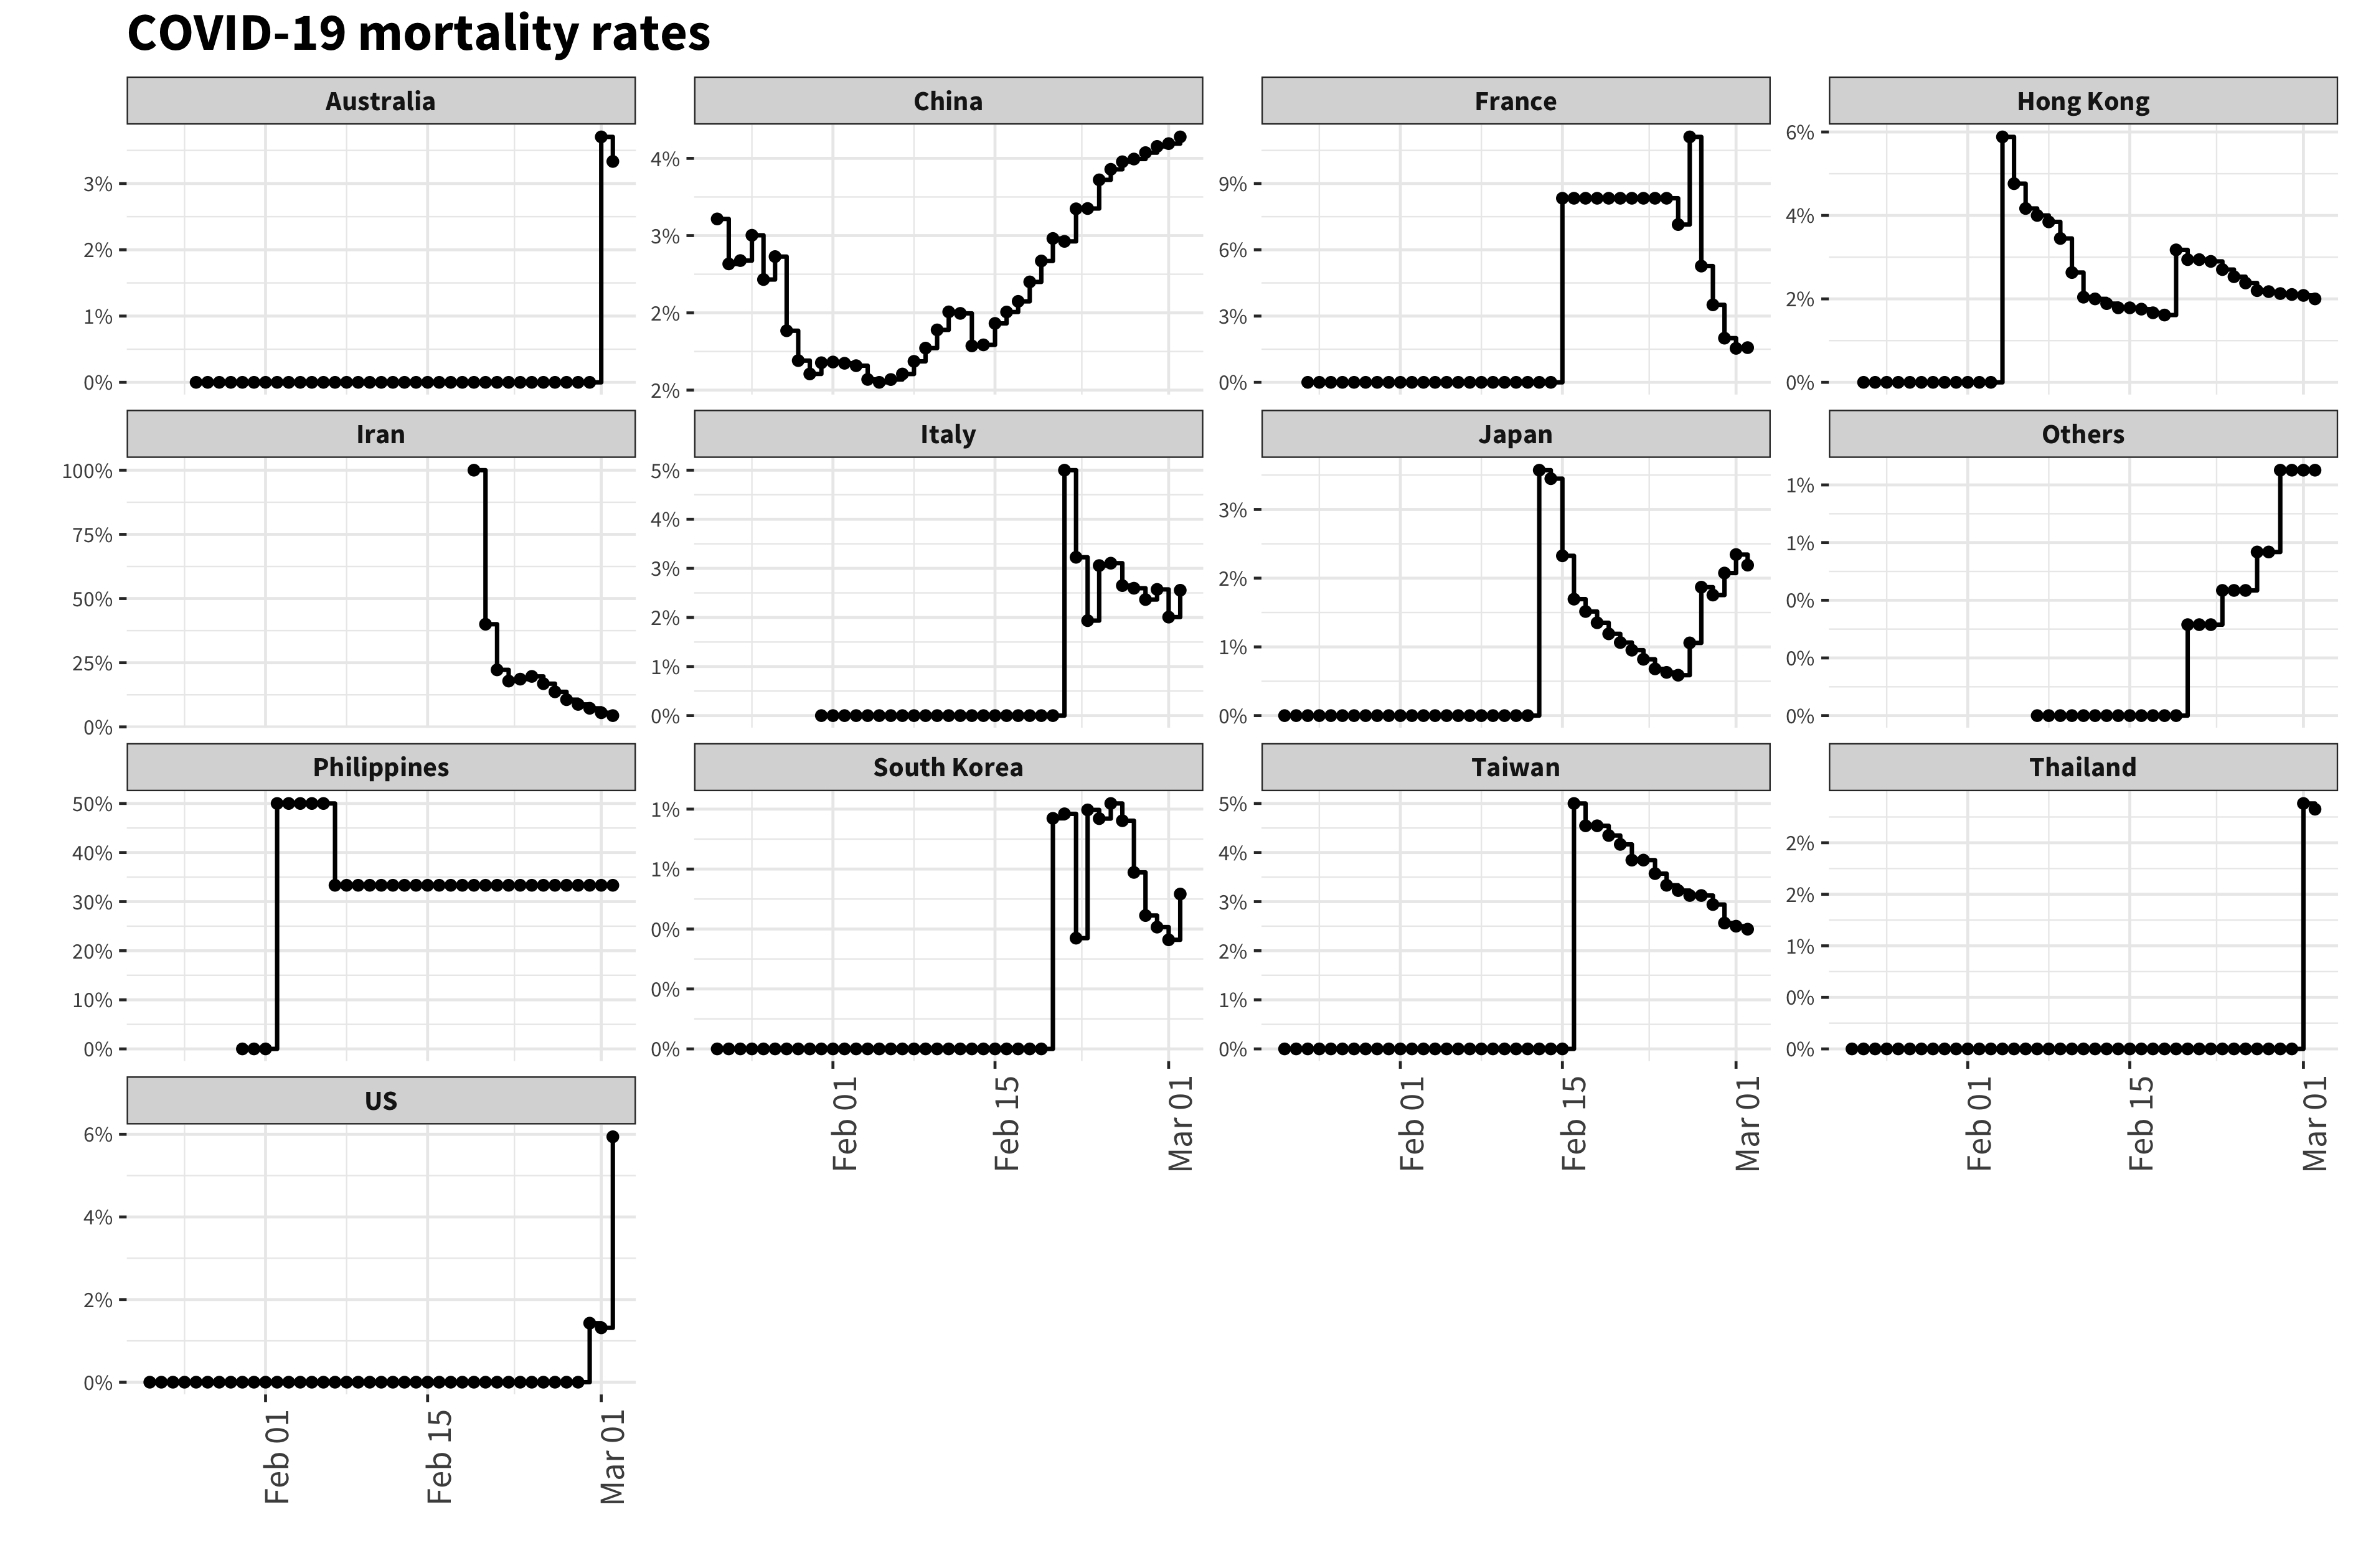 COVID-19 mortality rates
Australia
3%
2%
1%
0%
China
4%
3%
2%
2%
France
9%
6%
3%
0%
Hong Kong
6%
4%
2%
0%
Iran
100%
75%
50%
25%
0%
Italy
5%
4%
3%
2%
1%
0%
Japan
3%
2%
1%
0%
Others
1%
1%
0%
0%
0%
Philippines
50%
40%
30%
20%
10%
0%
South Korea
1%
1%
0%
0%
0%
Feb 01
Feb 15
Mar 01
Taiwan
5%
4%
3%
2%
1%
0%
Feb 01
Feb 15
Mar 01
Thailand
2%
2%
1%
0%
0%
Feb 01
Feb 15
Mar 01
US
6%
4%
2%
0%
Feb 01
Feb 15
Mar 01